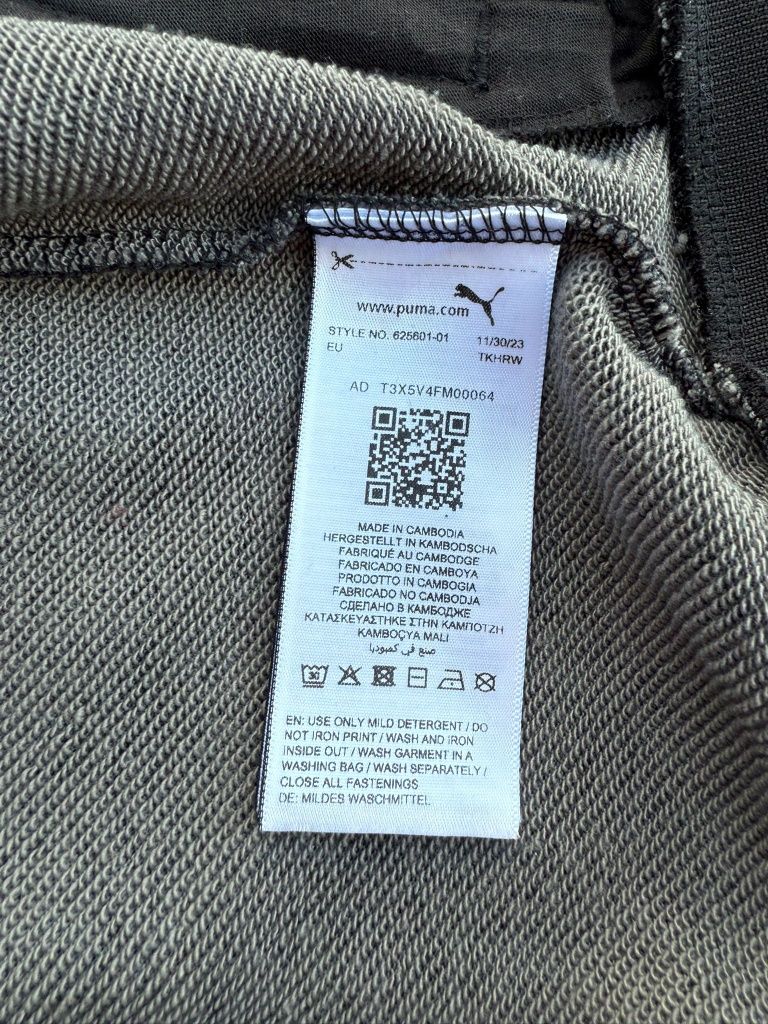 www.puma.com
STYLE NO. 625601-01 11/30/23
EU TKHRW
AD T3X5V4FM00064
MADE IN CAMBODIA
HERGESTELLT IN KAMBODSCHA
FABRIQUÉ AU CAMBODGE
FABRICADO EN CAMBOYA
PRODOTTO IN CAMBOGIA
FABRICADO NO CAMBODJA
СДЕЛАНО В КАМБОДЖЕ
ΚΑΤΑΣΚΕΥΑΣΤΗΚΕ ΣΤΗΝ ΚΑΜΠΟΤΖΗ
KAMBOÇYA MALI
صنع في كمبوديا
30
EN: USE ONLY MILD DETERGENT / DO
NOT IRON PRINT / WASH AND IRON
INSIDE OUT / WASH GARMENT IN A
WASHING BAG / WASH SEPARATELY /
CLOSE ALL FASTENINGS
DE: MILDES WASCHMITTEL